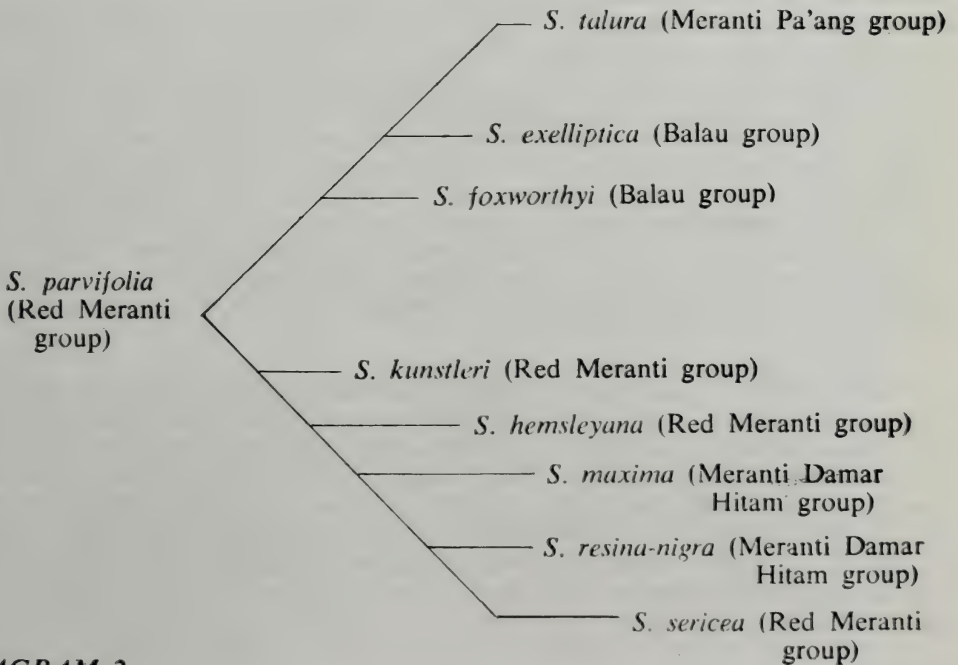 S. talura (Meranti Pa'ang group)
S. exelliptica (Balau group)
S. foxworthyi (Balau group)
S. parvifolia
(Red Meranti
group)
S. kunstleri (Red Meranti group)
S. hemsleyana (Red Meranti group)
S. maxima (Meranti Damar
Hitam group)
S. resina-nigra (Meranti Damar
Hitam group)
S. sericea (Red Meranti
group)